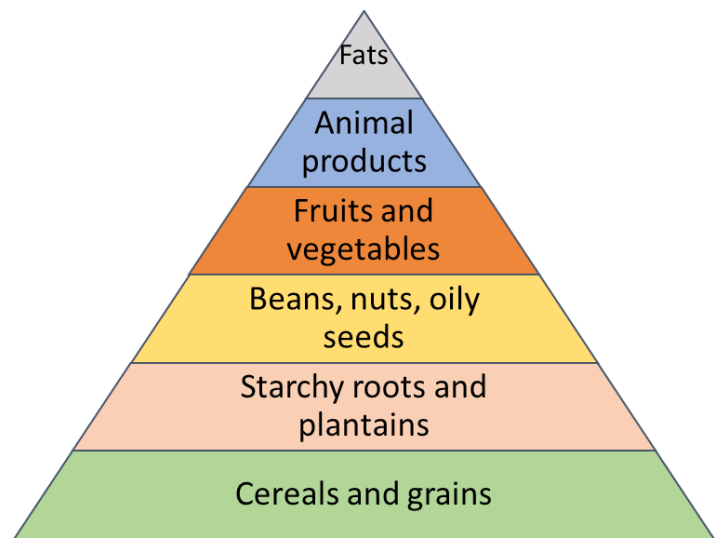 Fats
Animal
products
Fruits and
vegetables
Beans, nuts, oily
seeds
Starchy roots and
plantains
Cereals and grains